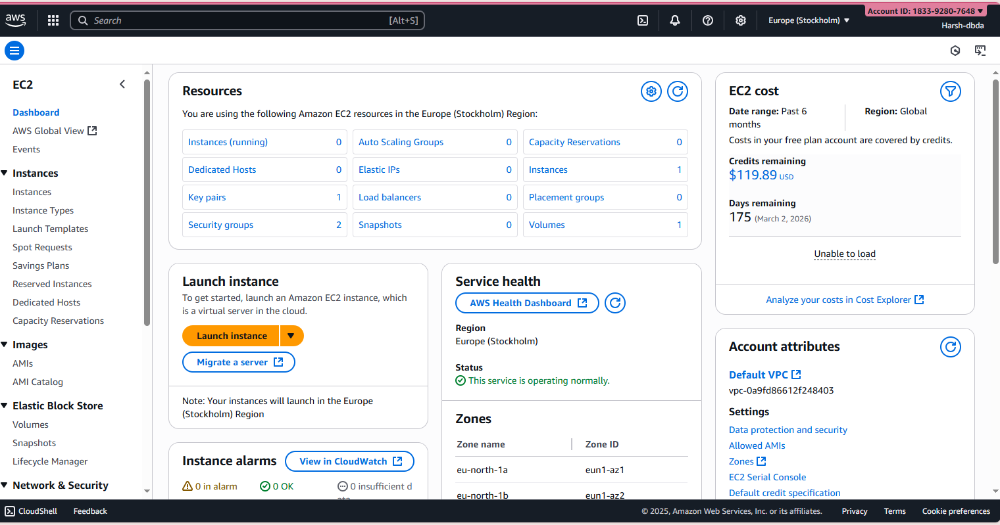 aws
Search
[Alt+S]
Europe (Stockholm)
Account ID: 1833-9280-7648
Harsh-dbda
EC2
Dashboard
AWS Global View
Events
Instances
Instances
Instance Types
Launch Templates
Spot Requests
Savings Plans
Reserved Instances
Dedicated Hosts
Capacity Reservations
Images
AMIs
AMI Catalog
Elastic Block Store
Volumes
Snapshots
Lifecycle Manager
Network & Security
Resources
You are using the following Amazon EC2 resources in the Europe (Stockholm) Region:
Instances (running) 0
Auto Scaling Groups 0
Capacity Reservations 0
Dedicated Hosts 0
Elastic IPs 0
Instances 1
Key pairs 1
Load balancers 0
Placement groups 0
Security groups 2
Snapshots 0
Volumes 1
Launch instance
To get started, launch an Amazon EC2 instance, which
is a virtual server in the cloud.
Launch instance
Migrate a server
Note: Your instances will launch in the Europe
(Stockholm) Region
Instance alarms
View in CloudWatch
0 in alarm
0 OK
0 insufficient d
ata
Service health
AWS Health Dashboard
Region
Europe (Stockholm)
Status
This service is operating normally.
Zones
Zone name
Zone ID
eu-north-1a
eun1-az1
eu-north-1b
eun1-az2
EC2 cost
Date range: Past 6
months
Region: Global
Costs in your free plan account are covered by credits.
Credits remaining
$119.89 USD
Days remaining
175 (March 2, 2026)
Unable to load
Analyze your costs in Cost Explorer
Account attributes
Default VPC
vpc-0a9fd86612f248403
Settings
Data protection and security
Allowed AMIs
Zones
EC2 Serial Console
Default credit specification
CloudShell
Feedback
© 2025, Amazon Web Services, Inc. or its affiliates.
Privacy
Terms
Cookie preferences